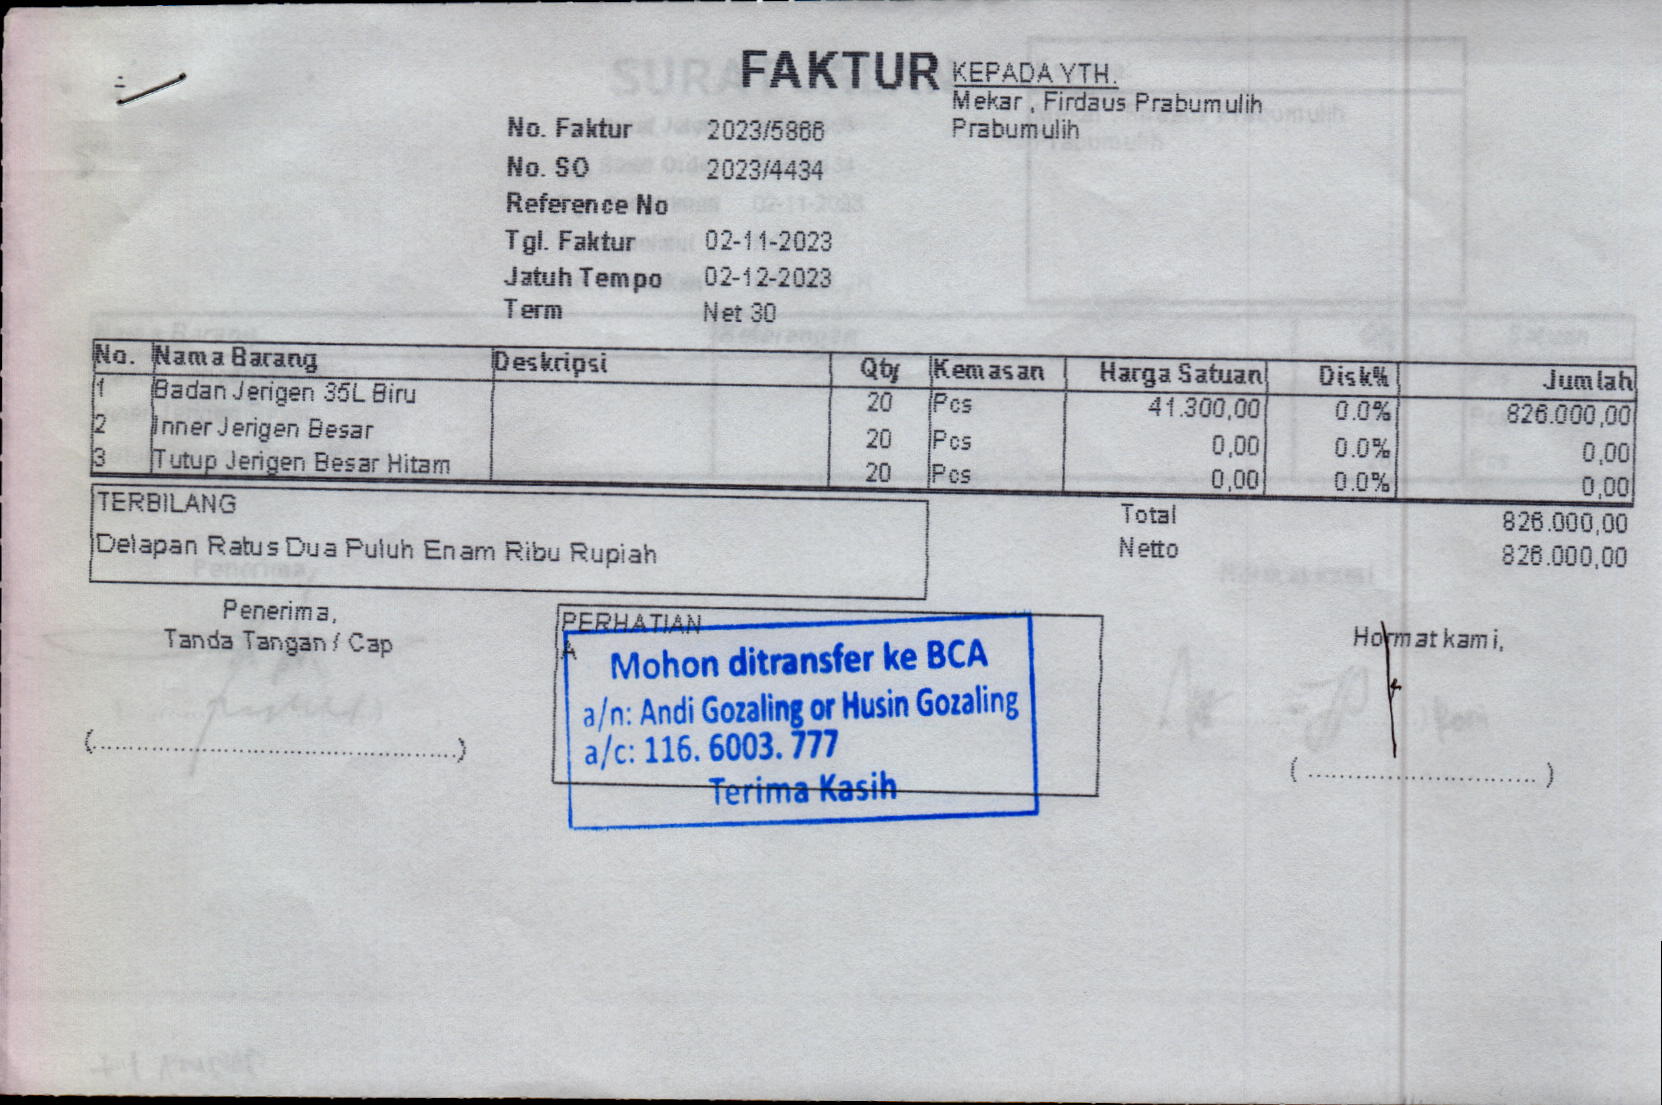 FAKTUR
KEPADA YTH.
Mekar , Firdaus Prabumulih
Prabumulih
No. Faktur 2023/5866
No. SO 2023/4434
Reference No
Tgl. Faktur 02-11-2023
Jatuh Tempo 02-12-2023
Term Net 30
No. Nama Barang Deskripsi Qty Kemasan Harga Satuan Disk% Jumlah
1 Badan Jerigen 35L Biru 20 Pcs 41.300,00 0.0% 826.000,00
2 Inner Jerigen Besar 20 Pcs 0,00 0.0% 0,00
3 Tutup Jerigen Besar Hitam 20 Pcs 0,00 0.0% 0,00
TERBILANG
Delapan Ratus Dua Puluh Enam Ribu Rupiah
Total 826.000,00
Netto 826.000,00
Penerima,
Tanda Tangan / Cap
(............................................)
PERHATIAN
A
Mohon ditransfer ke BCA
a/n: Andi Gozaling or Husin Gozaling
a/c: 116. 6003. 777
Terima Kasih
Hormat kami,
(............................)